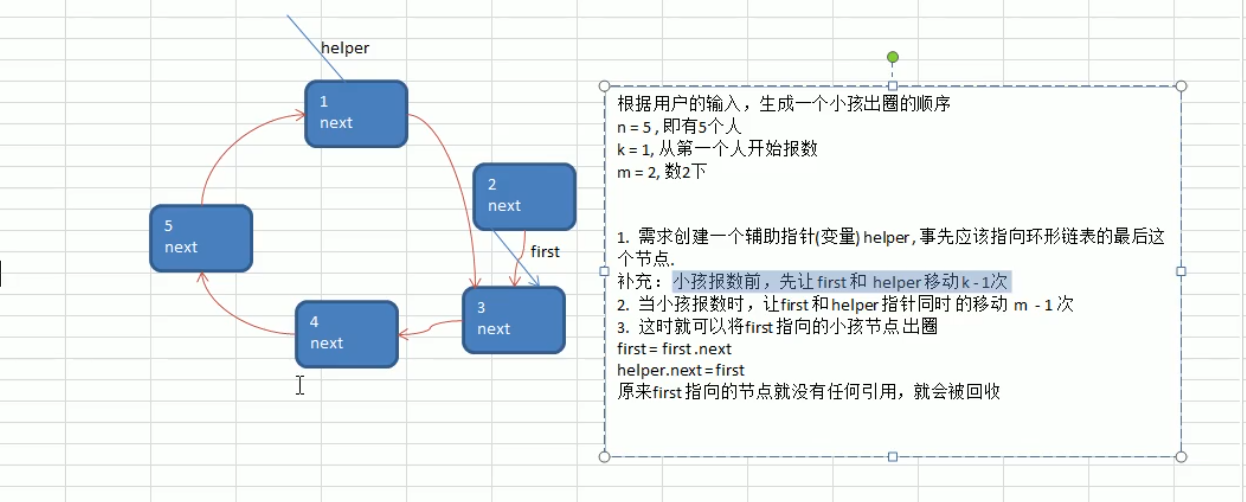 helper
1
next
2
next
first
5
next
3
next
4
next
根据用户的输入，生成一个小孩出圈的顺序
n = 5 , 即有5个人
k = 1, 从第一个人开始报数
m = 2, 数2下
1. 需求创建一个辅助指针(变量) helper , 事先应该指向环形链表的最后这
个节点.
补充： 小孩报数前，先让 first 和 helper 移动 k - 1次
2. 当小孩报数时，让first 和 helper 指针同时 的移动 m - 1 次
3. 这时就可以将first 指向的小孩节点 出圈
first = first .next
helper.next = first
原来first 指向的节点就没有任何引用，就会被回收